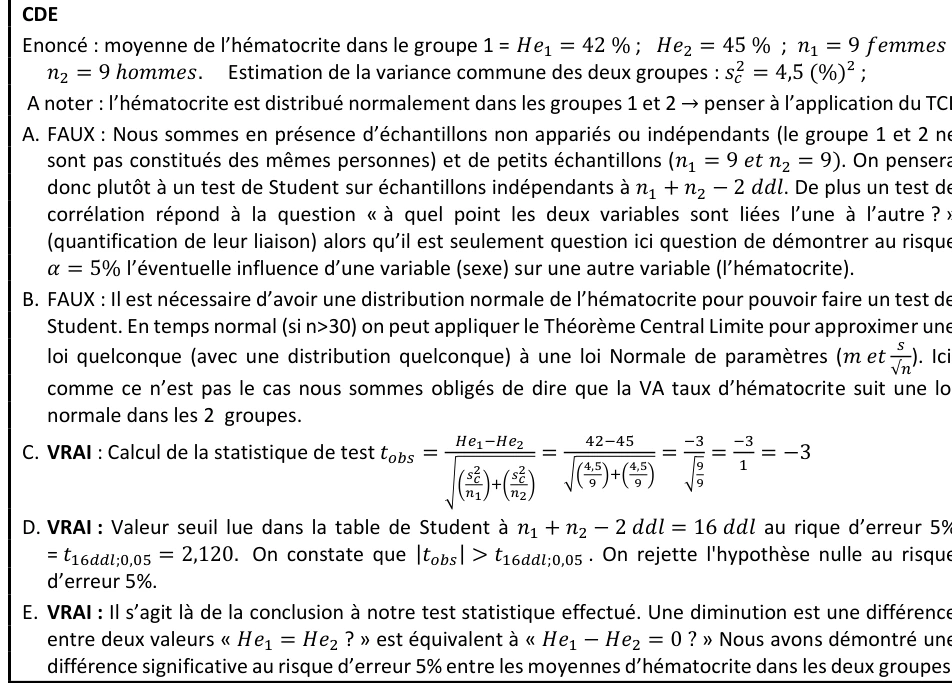 CDE
Enoncé : moyenne de l'hématocrite dans le groupe 1 = He₁ = 42 % ; He₂ = 45 % ; n₁ = 9 femmes
n₂ = 9 hommes. Estimation de la variance commune des deux groupes : s_c² = 4,5 (%)² ;
A noter : l'hématocrite est distribué normalement dans les groupes 1 et 2 → penser à l'application du TCL
A. FAUX : Nous sommes en présence d'échantillons non appariés ou indépendants (le groupe 1 et 2 ne
sont pas constitués des mêmes personnes) et de petits échantillons (n₁ = 9 et n₂ = 9). On pensera
donc plutôt à un test de Student sur échantillons indépendants à n₁ + n₂ − 2 ddl. De plus un test de
corrélation répond à la question « à quel point les deux variables sont liées l'une à l'autre ? »
(quantification de leur liaison) alors qu'il est seulement question ici question de démontrer au risque
α = 5% l'éventuelle influence d'une variable (sexe) sur une autre variable (l'hématocrite).
B. FAUX : Il est nécessaire d'avoir une distribution normale de l'hématocrite pour pouvoir faire un test de
Student. En temps normal (si n>30) on peut appliquer le Théorème Central Limite pour approximer une
loi quelconque (avec une distribution quelconque) à une loi Normale de paramètres (m et s/√n). Ici
comme ce n'est pas le cas nous sommes obligés de dire que la VA taux d'hématocrite suit une loi
normale dans les 2 groupes.
C. VRAI : Calcul de la statistique de test t_obs = (He₁−He₂)/√((s_c²/n₁)+(s_c²/n₂)) = (42−45)/√((4,5/9)+(4,5/9)) = −3/√(9/9) = −3/1 = −3
D. VRAI : Valeur seuil lue dans la table de Student à n₁ + n₂ − 2 ddl = 16 ddl au rique d'erreur 5%
= t₁₆ddl;0,05 = 2,120. On constate que |t_obs| > t₁₆ddl;0,05 . On rejette l'hypothèse nulle au risque
d'erreur 5%.
E. VRAI : Il s'agit là de la conclusion à notre test statistique effectué. Une diminution est une différence
entre deux valeurs « He₁ = He₂ ? » est équivalent à « He₁ − He₂ = 0 ? » Nous avons démontré une
différence significative au risque d'erreur 5% entre les moyennes d'hématocrite dans les deux groupes